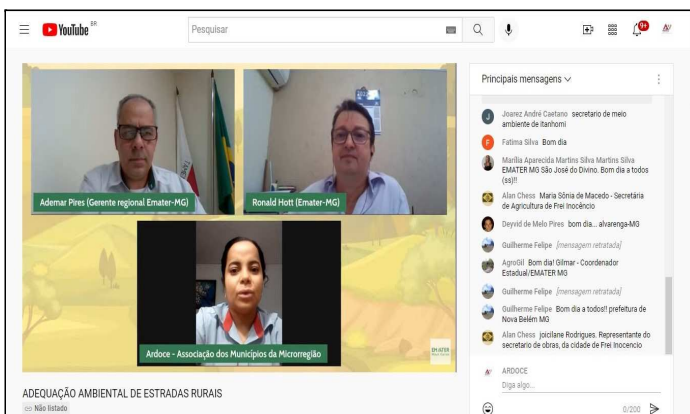 YouTube BR
Pesquisar
9+
Ademar Pires (Gerente regional Emater-MG)
Ronald Hott (Emater-MG)
Ardoce - Associação dos Municípios da Microrregião
EMATER
ADEQUAÇÃO AMBIENTAL DE ESTRADAS RURAIS
Não listado
Principais mensagens
J
Joarez André Caetano secretario de meio
ambiente de itanhomi
F
Fatima Silva Bom dia
Marília Aparecida Martins Silva Martins Silva
EMATER MG São José do Divino. Bom dia a todos
(ss)!!
Alan Chess Maria Sônia de Macedo - Secretária
de Agricultura de Frei Inocêncio
Deyvid de Melo Pires bom dia... alvarenga-MG
Guilherme Felipe [mensagem retratada]
AgroGil Bom dia! Gilmar - Coordenador
Estadual/EMATER MG
Guilherme Felipe [mensagem retratada]
Guilherme Felipe Bom dia a todos!! prefeitura de
Nova Belém MG
Alan Chess joicilane Rodrigues. Representante do
secretario de obras, da cidade de Frei Inocencio
ARDOCE
Diga algo...
0/200